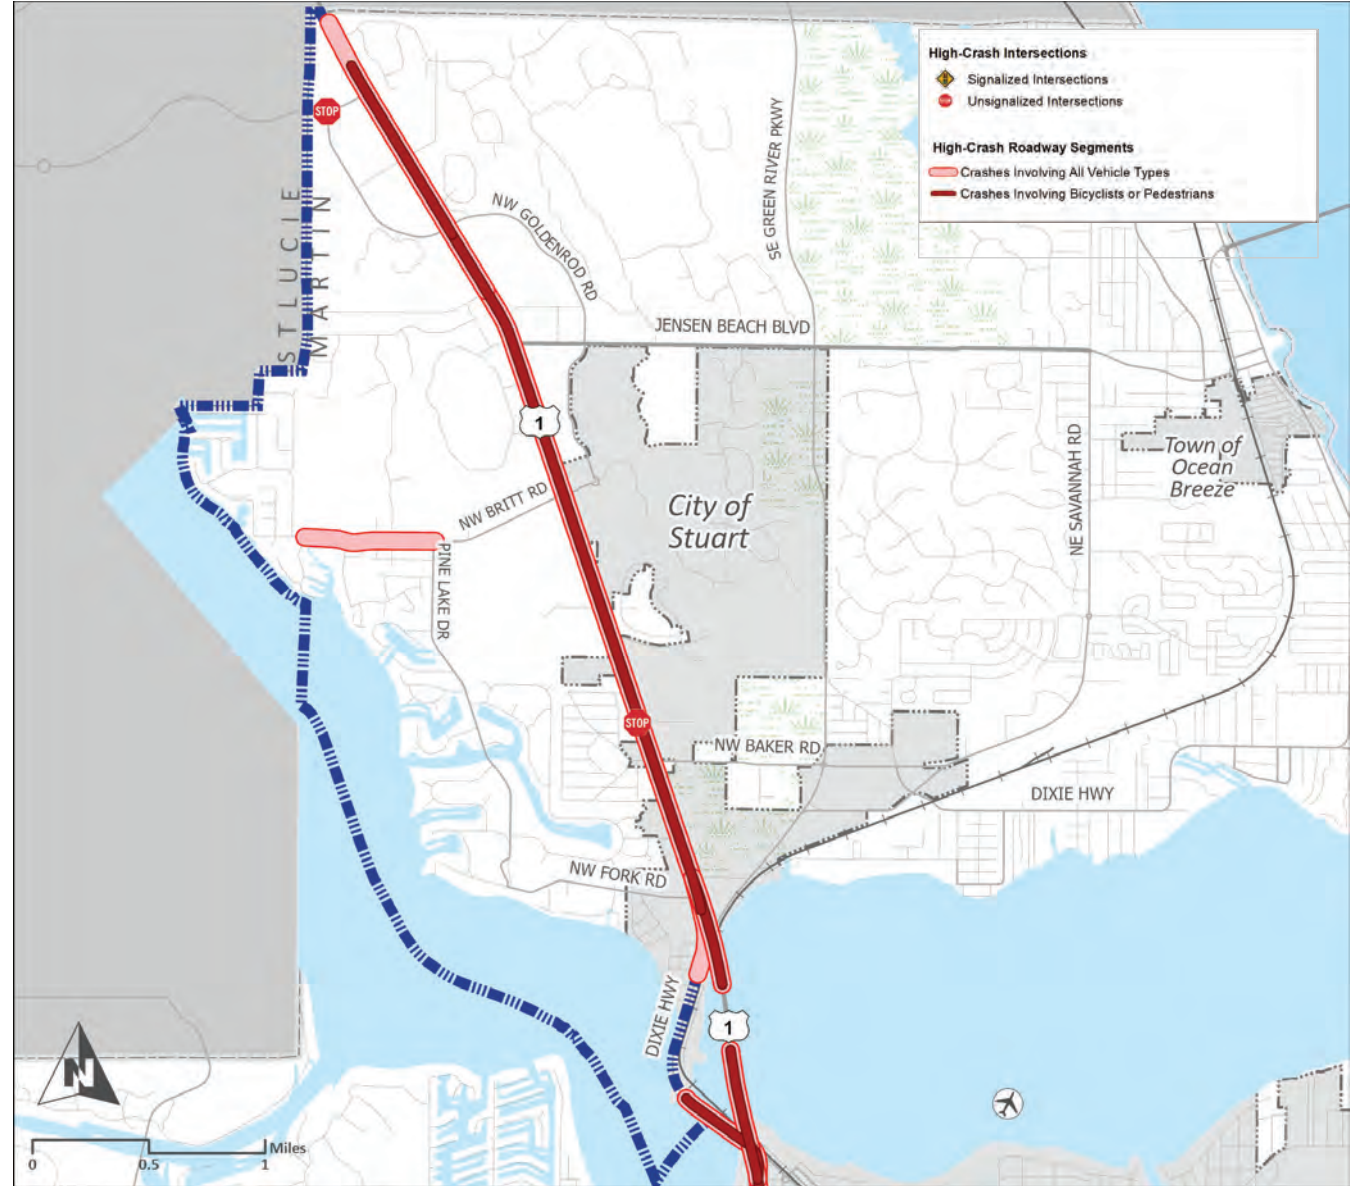 High-Crash Intersections
Signalized Intersections
STOP
Unsignalized Intersections
High-Crash Roadway Segments
Crashes Involving All Vehicle Types
Crashes Involving Bicyclists or Pedestrians
STOP
ST LUCIE
MARTIN
NW GOLDENROD RD
SE GREEN RIVER PKWY
JENSEN BEACH BLVD
1
Town of
Ocean
Breeze
NE SAVANNAH RD
City of
Stuart
NW BRITT RD
PINE LAKE DR
STOP
NW BAKER RD
DIXIE HWY
NW FORK RD
DIXIE HWY
1
N
Miles
0 0.5 1